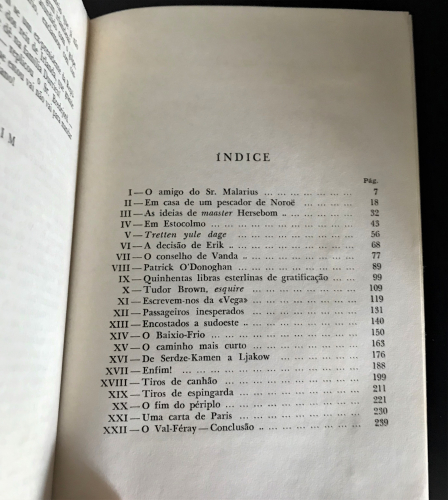 I M
ÍNDICE
Pág.
I — O amigo do Sr. Malarius ... ... ... ... ... ... ... ... 7
II — Em casa de um pescador de Noroë ... ... ... ... ... 18
III — As ideias de maaster Hersebom .. ... ... ... ... ... 32
IV — Em Estocolmo ... ... ... ... ... ... ... ... ... ... 43
V — Tretten yule dage ... ... ... ... ... ... ... ... ... 56
VI — A decisão de Erik .. ... ... ... ... ... ... ... ... 68
VII — O conselho de Vanda .. ... ... ... ... ... ... ... 77
VIII — Patrick O'Donoghan ... ... ... ... ... ... ... ... 89
IX — Quinhentas libras esterlinas de gratificação ... ... ... 99
X — Tudor Brown, esquire ... ... ... ... ... ... ... ... 109
XI — Escrevem-nos da «Vega» ... ... ... ... ... ... ... 119
XII — Passageiros inesperados ... ... ... ... ... ... ... 131
XIII — Encostados a sudoeste .. ... ... ... ... ... ... ... 140
XIV — O Baixio-Frio ... ... ... ... ... ... ... ... ... 150
XV — O caminho mais curto ... ... ... ... ... ... ... ... 163
XVI — De Serdze-Kamen a Ljakow ... ... ... ... ... ... 176
XVII — Enfim! ... ... ... ... ... ... ... ... ... ... ... 188
XVIII — Tiros de canhão ... ... ... ... ... ... ... ... ... 199
XIX — Tiros de espingarda ... ... ... ... ... ... ... ... 211
XX — O fim do périplo ... ... ... ... ... ... ... ... ... 221
XXI — Uma carta de Paris ... ... ... ... ... ... ... ... 230
XXII — O Val-Féray — Conclusão .. ... ... ... ... ... ... 239